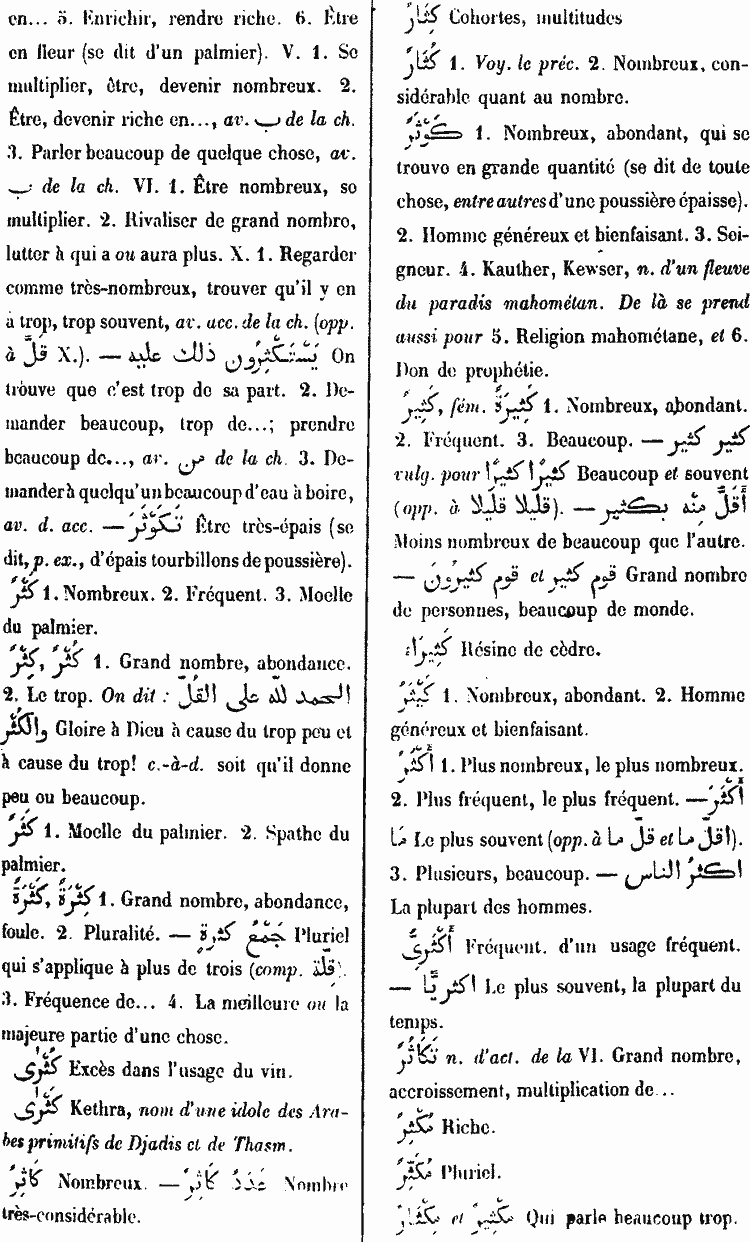 en... 5. Enrichir, rendre riche. 6. Être
en fleur (se dit d'un palmier). V. 1. Se
multiplier, être, devenir nombreux. 2.
Être, devenir riche en..., av. ب de la ch.
3. Parler beaucoup de quelque chose, av.
ب de la ch. VI. 1. Être nombreux, se
multiplier. 2. Rivaliser de grand nombre,
lutter à qui a ou aura plus. X. 1. Regarder
comme très-nombreux, trouver qu'il y en
a trop, trop souvent, av. acc. de la ch. (opp.
à قَلَّ X.). — يَسْتَكْثِرُون ذلك عليه On
trouve que c'est trop de sa part. 2. De-
mander beaucoup, trop de...; prendre
beaucoup de..., av. من de la ch. 3. De-
mander à quelqu'un beaucoup d'eau à boire,
av. d. acc. — تَكَوْثَرَ Être très-épais (se
dit, p. ex., d'épais tourbillons de poussière).
كَثْرٌ 1. Nombreux. 2. Fréquent. 3. Moelle
du palmier.
كُثْرٌ, كِثْرٌ 1. Grand nombre, abondance.
2. Le trop. On dit : الحمد لله على القُلِّ
والكُثْرِ Gloire à Dieu à cause du trop peu et
à cause du trop! c.-à-d. soit qu'il donne
peu ou beaucoup.
كَثَرٌ 1. Moelle du palmier. 2. Spathe du
palmier.
كَثْرَةٌ, كِثْرَةٌ 1. Grand nombre, abondance,
foule. 2. Pluralité. — جَمْعُ كثرةٍ Pluriel
qui s'applique à plus de trois (comp. قلّة).
3. Fréquence de... 4. La meilleure ou la
majeure partie d'une chose.
كَثْرَى Excès dans l'usage du vin.
كَثْرَى Kethra, nom d'une idole des Ara-
bes primitifs de Djadis et de Thasm.
كَاثِرٌ Nombreux. — عَدَدٌ كَاثِرٌ Nombre
très-considérable.
كِثَارٌ Cohortes, multitudes
كُثَارٌ 1. Voy. le préc. 2. Nombreux, con-
sidérable quant au nombre.
كَوْثَرٌ 1. Nombreux, abondant, qui se
trouve en grande quantité (se dit de toute
chose, entre autres d'une poussière épaisse).
2. Homme généreux et bienfaisant. 3. Sei-
gneur. 4. Kauther, Kewser, n. d'un fleuve
du paradis mahométan. De là se prend
aussi pour 5. Religion mahométane, et 6.
Don de prophétie.
كَثِيرٌ, fém. كَثِيرَةٌ 1. Nombreux, abondant.
2. Fréquent. 3. Beaucoup. — كثير كثير
vulg. pour كثيرًا كثيرًا Beaucoup et souvent
(opp. à قليلا قليلا). — أَقَلُّ مِنْه بكثير
Moins nombreux de beaucoup que l'autre.
— قوم كثير et قوم كثيرُونَ Grand nombre
de personnes, beaucoup de monde.
كَثِيرَاءُ Résine de cèdre.
كَيْثَرٌ 1. Nombreux, abondant. 2. Homme
généreux et bienfaisant.
أَكْثَرُ 1. Plus nombreux, le plus nombreux.
2. Plus fréquent, le plus fréquent. — أَكْثَرُ
مَا Le plus souvent (opp. à قلّ ما et اقلّ ما).
3. Plusieurs, beaucoup. — اكثرُ الناس
La plupart des hommes.
أَكْثَرِيٌّ Fréquent. d'un usage fréquent.
— اكثريًّا Le plus souvent, la plupart du
temps.
تَكَاثُرٌ n. d'act. de la VI. Grand nombre,
accroissement, multiplication de...
مُكْثِرٌ Riche.
مُكَثَّرٌ Pluriel.
مِكْثَارٌ et مِكْثِيرٌ Qui parle beaucoup trop.